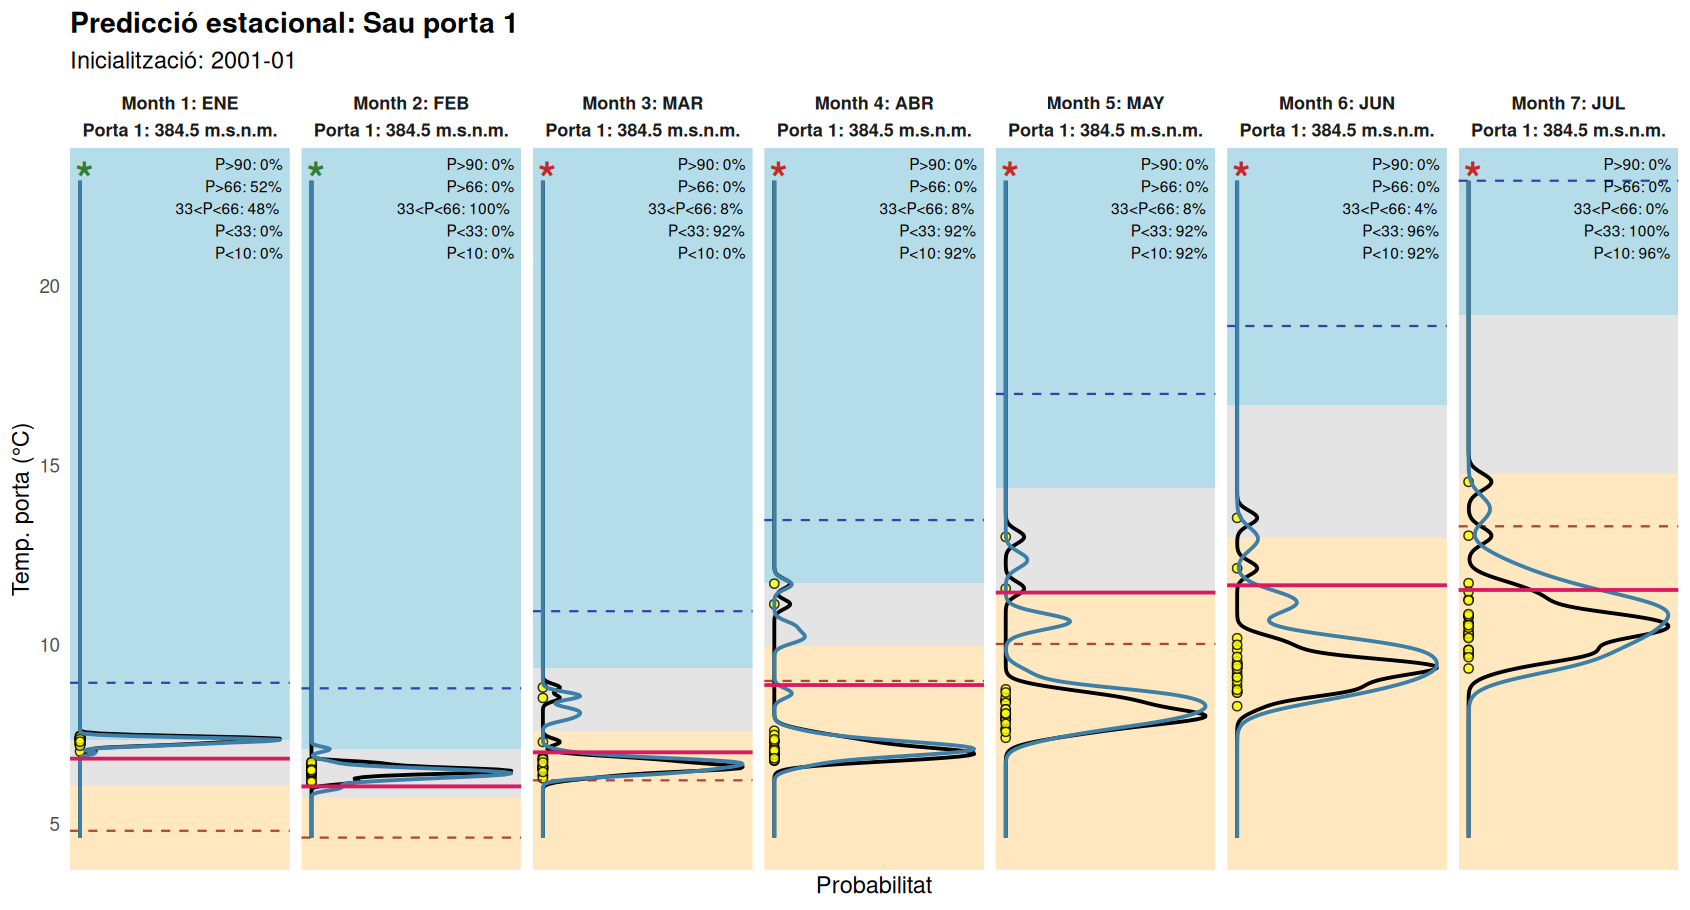 Predicció estacional: Sau porta 1
Inicialització: 2001-01
Month 1: ENE
Porta 1: 384.5 m.s.n.m.
Month 2: FEB
Porta 1: 384.5 m.s.n.m.
Month 3: MAR
Porta 1: 384.5 m.s.n.m.
Month 4: ABR
Porta 1: 384.5 m.s.n.m.
Month 5: MAY
Porta 1: 384.5 m.s.n.m.
Month 6: JUN
Porta 1: 384.5 m.s.n.m.
Month 7: JUL
Porta 1: 384.5 m.s.n.m.
*
P>90: 0%
P>66: 52%
33<P<66: 48%
P<33: 0%
P<10: 0%
*
P>90: 0%
P>66: 0%
33<P<66: 100%
P<33: 0%
P<10: 0%
*
P>90: 0%
P>66: 0%
33<P<66: 8%
P<33: 92%
P<10: 0%
*
P>90: 0%
P>66: 0%
33<P<66: 8%
P<33: 92%
P<10: 92%
*
P>90: 0%
P>66: 0%
33<P<66: 8%
P<33: 92%
P<10: 92%
*
P>90: 0%
P>66: 0%
33<P<66: 4%
P<33: 96%
P<10: 92%
*
P>90: 0%
P>66: 0%
33<P<66: 0%
P<33: 100%
P<10: 96%
Temp. porta (°C)
20
15
10
5
Probabilitat